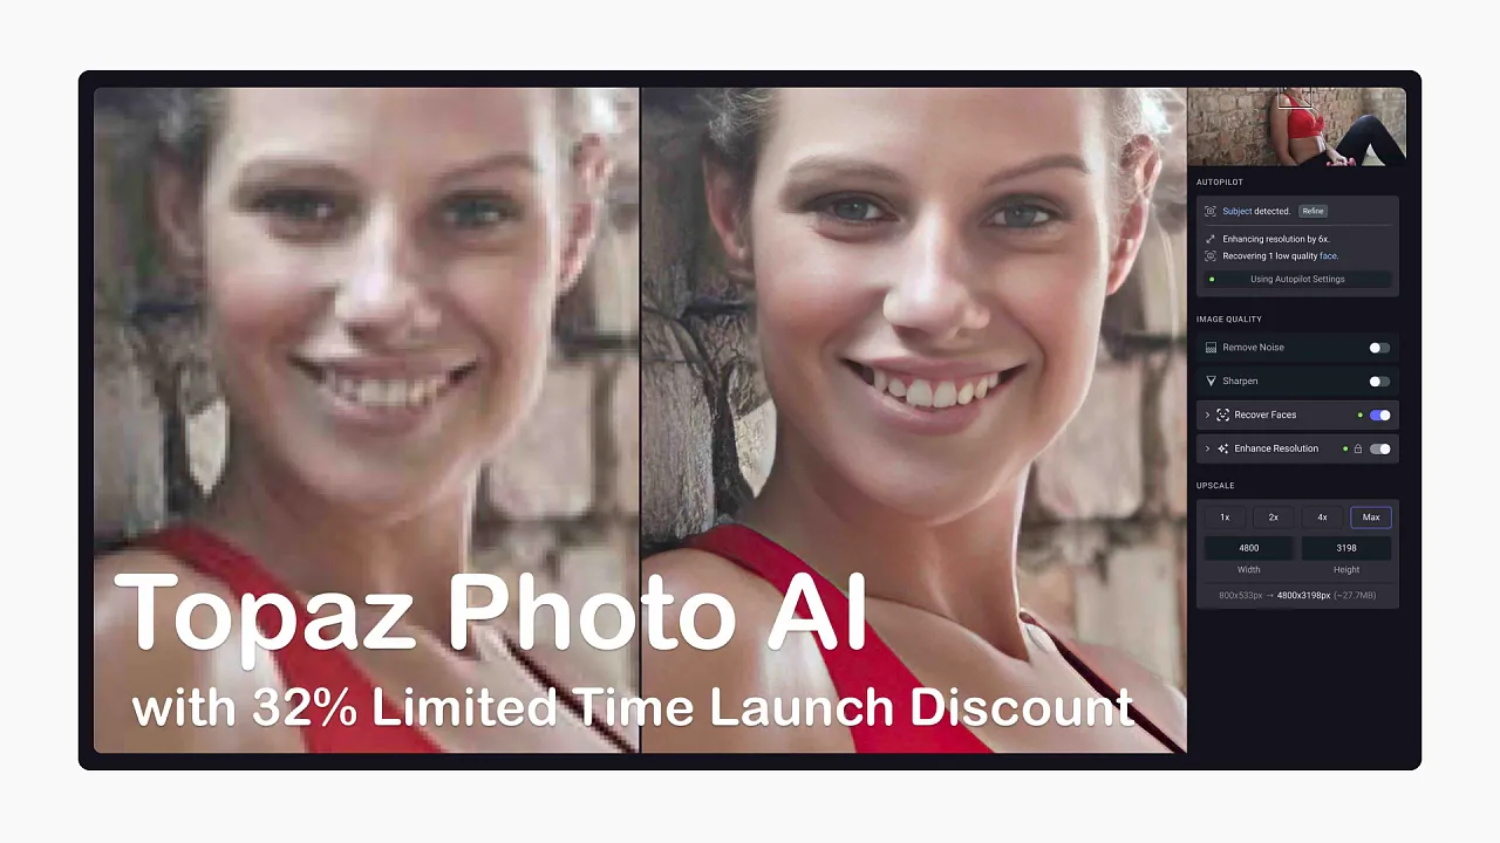 Topaz Photo AI
with 32% Limited Time Launch Discount
AUTOPILOT
Subject detected. Refine
Enhancing resolution by 6x.
Recovering 1 low quality face.
Using Autopilot Settings
IMAGE QUALITY
Remove Noise
Sharpen
Recover Faces
Enhance Resolution
UPSCALE
1x 2x 4x Max
4800 3198
Width Height
800x533px → 4800x3198px (~27.7MB)